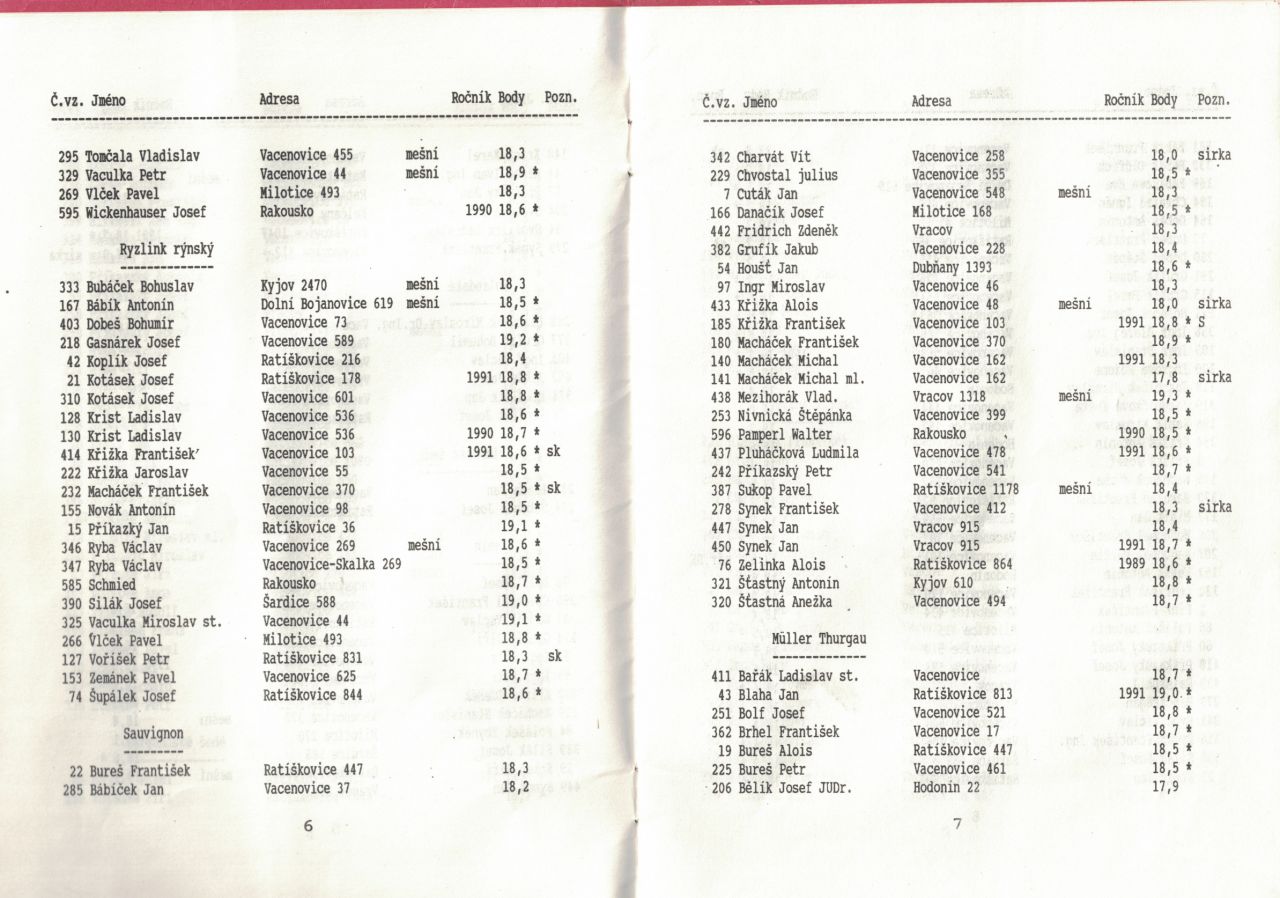 Č.vz. Jméno Adresa Ročník Body Pozn.
295 Tomčala Vladislav Vacenovice 455 mešní 18,3
329 Vaculka Petr Vacenovice 44 mešní 18,9 *
269 Vlček Pavel Milotice 493 18,3
595 Wickenhauser Josef Rakousko 1990 18,6 *
Ryzlink rýnský
333 Bubáček Bohuslav Kyjov 2470 mešní 18,3
167 Bábík Antonín Dolní Bojanovice 619 mešní 18,5 *
403 Dobeš Bohumír Vacenovice 73 18,6 *
218 Gasnárek Josef Vacenovice 589 19,2 *
42 Koplík Josef Ratíškovice 216 18,4
21 Kotásek Josef Ratíškovice 178 1991 18,8 *
310 Kotásek Josef Vacenovice 601 18,8 *
128 Krist Ladislav Vacenovice 536 18,6 *
130 Krist Ladislav Vacenovice 536 1990 18,7 *
414 Křižka František Vacenovice 103 1991 18,6 * sk
222 Křižka Jaroslav Vacenovice 55 18,5 *
232 Macháček František Vacenovice 370 18,5 * sk
155 Novák Antonín Vacenovice 98 18,5 *
15 Příkazký Jan Ratíškovice 36 19,1 *
346 Ryba Václav Vacenovice 269 mešní 18,6 *
347 Ryba Václav Vacenovice-Skalka 269 18,5 *
585 Schmied Rakousko 18,7 *
390 Silák Josef Šardice 588 19,0 *
325 Vaculka Miroslav st. Vacenovice 44 19,1 *
266 Vlček Pavel Milotice 493 18,8 *
127 Voříšek Petr Ratíškovice 831 18,3 sk
153 Zemánek Pavel Vacenovice 625 18,7 *
74 Šupálek Josef Ratíškovice 844 18,6 *
Sauvignon
22 Bureš František Ratíškovice 447 18,3
285 Bábíček Jan Vacenovice 37 18,2
6
Č.vz. Jméno Adresa Ročník Body Pozn.
342 Charvát Vít Vacenovice 258 18,0 sirka
229 Chvostal julius Vacenovice 355 18,5 *
7 Cuták Jan Vacenovice 548 mešní 18,3
166 Danačík Josef Milotice 168 18,5 *
442 Fridrich Zdeněk Vracov 18,3
382 Grufík Jakub Vacenovice 228 18,4
54 Houšť Jan Dubňany 1393 18,6 *
97 Ingr Miroslav Vacenovice 46 18,3
433 Křižka Alois Vacenovice 48 mešní 18,0 sirka
185 Křižka František Vacenovice 103 1991 18,8 * S
180 Macháček František Vacenovice 370 18,9 *
140 Macháček Michal Vacenovice 162 1991 18,3
141 Macháček Michal ml. Vacenovice 162 17,8 sirka
438 Mezihorák Vlad. Vracov 1318 mešní 19,3 *
253 Nivnická Štěpánka Vacenovice 399 18,5 *
596 Pamperl Walter Rakousko 1990 18,5 *
437 Pluháčková Ludmila Vacenovice 478 1991 18,6 *
242 Příkazský Petr Vacenovice 541 18,7 *
387 Sukop Pavel Ratíškovice 1178 mešní 18,4
278 Synek František Vacenovice 412 18,3 sirka
447 Synek Jan Vracov 915 18,4
450 Synek Jan Vracov 915 1991 18,7 *
76 Zelinka Alois Ratíškovice 864 1989 18,6 *
321 Šťastný Antonín Kyjov 610 18,8 *
320 Šťastná Anežka Vacenovice 494 18,7 *
Müller Thurgau
411 Bařák Ladislav st. Vacenovice 18,7 *
43 Blaha Jan Ratíškovice 813 1991 19,0 *
251 Bolf Josef Vacenovice 521 18,8 *
362 Brhel František Vacenovice 17 18,7 *
19 Bureš Alois Ratíškovice 447 18,5 *
225 Bureš Petr Vacenovice 461 18,5 *
206 Bělík Josef JUDr. Hodonín 22 17,9
7